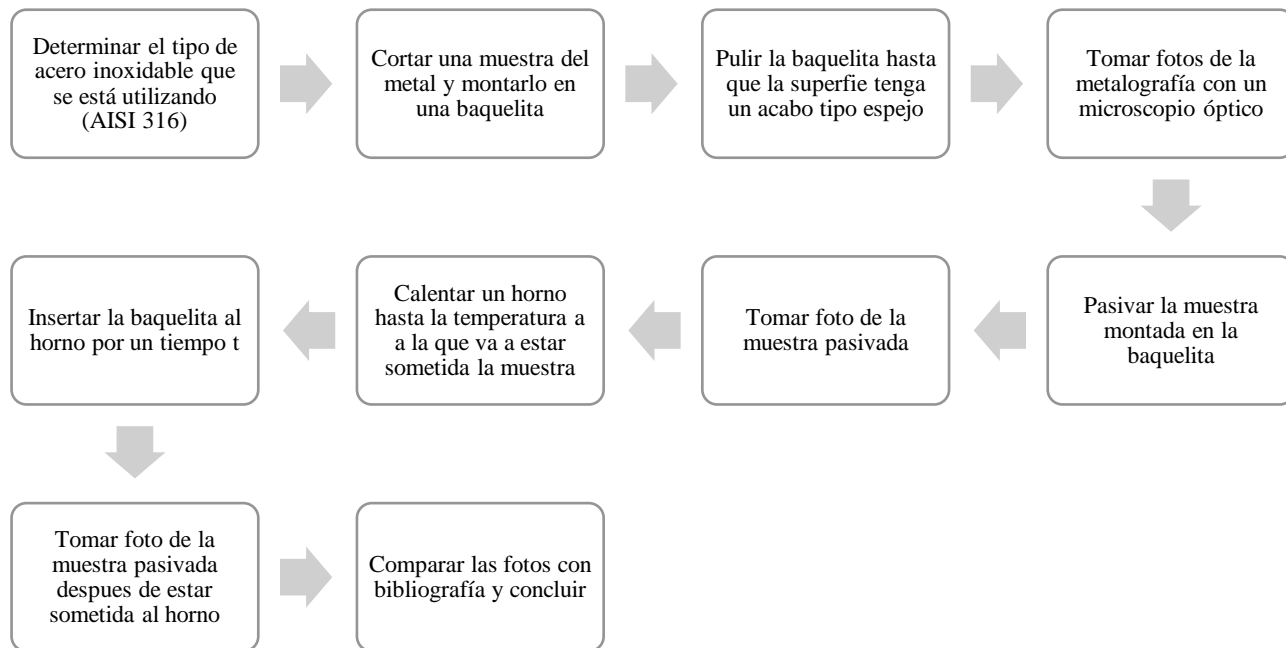 Determinar el tipo de
acero inoxidable que
se está utilizando
(AISI 316)
Cortar una muestra del
metal y montarlo en
una baquelita
Pulir la baquelita hasta
que la superfie tenga
un acabo tipo espejo
Tomar fotos de la
metalografía con un
microscopio óptico
Pasivar la muestra
montada en la
baquelita
Tomar foto de la
muestra pasivada
Calentar un horno
hasta la temperatura a
a la que va a estar
sometida la muestra
Insertar la baquelita al
horno por un tiempo t
Tomar foto de la
muestra pasivada
despues de estar
sometida al horno
Comparar las fotos con
bibliografía y concluir